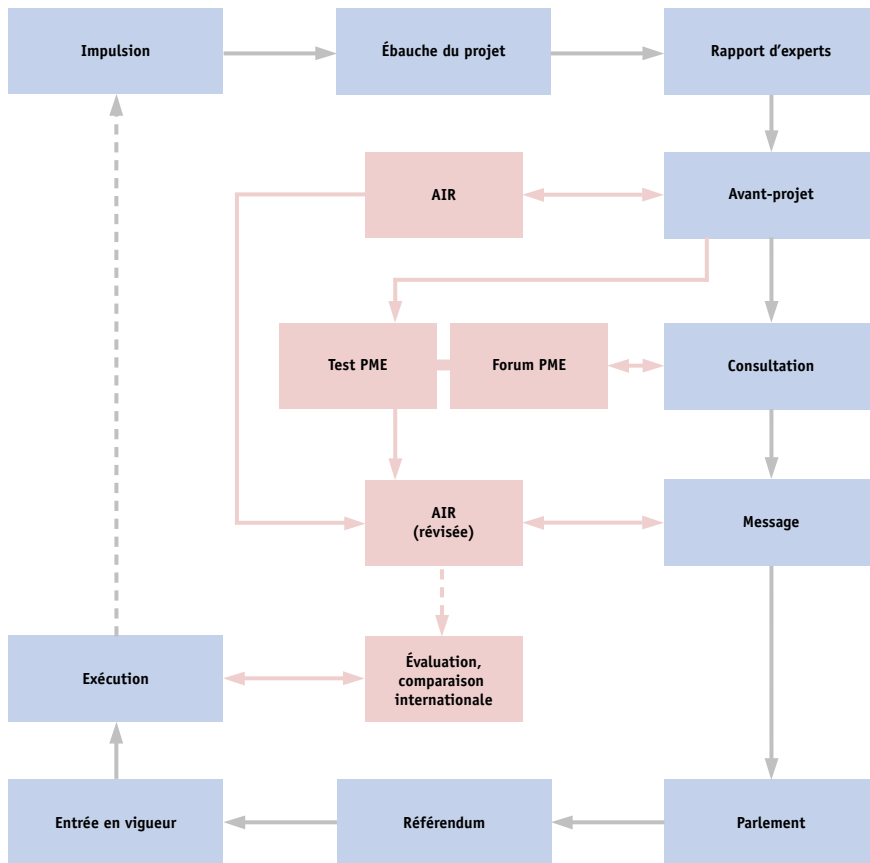 Impulsion
Ébauche du projet
Rapport d’experts
AIR
Avant-projet
Test PME
Forum PME
Consultation
AIR
(révisée)
Message
Exécution
Évaluation,
comparaison
internationale
Entrée en vigueur
Référendum
Parlement